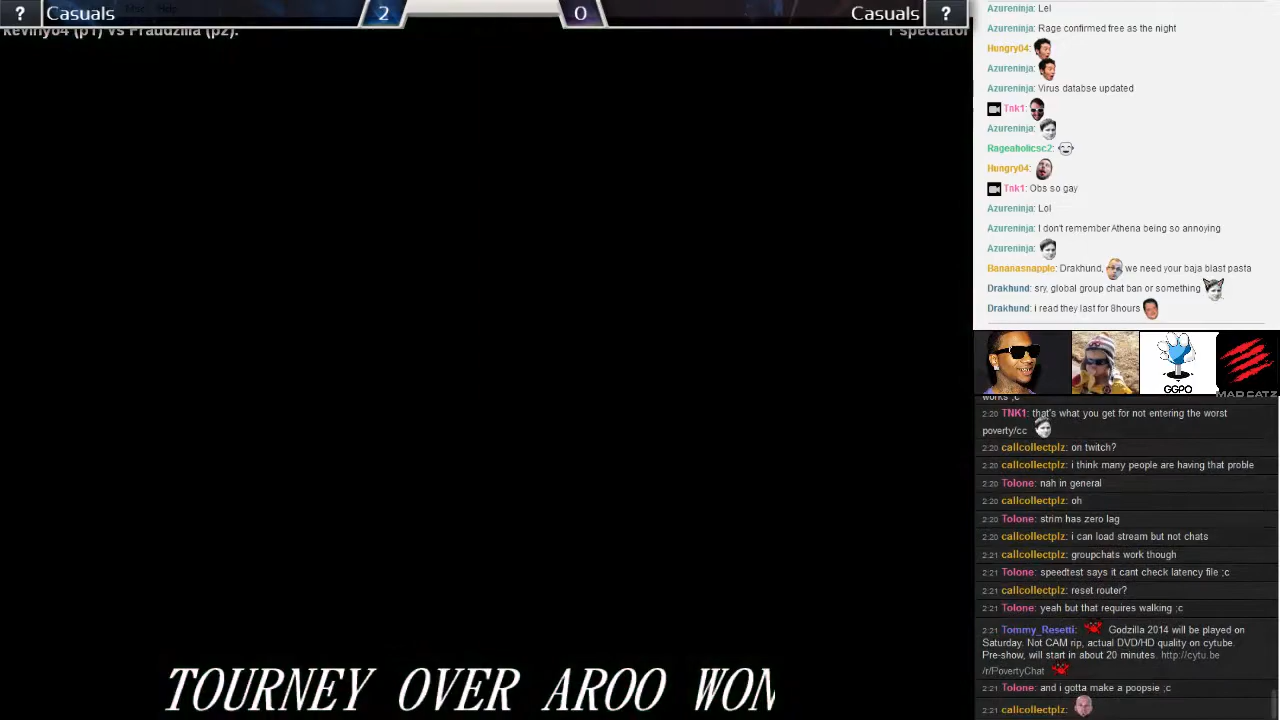 ? Casuals 2 0 Casuals ?
Keviny64 (p1) vs Fraudzilla (p2).
1 spectator
TOURNEY OVER AROO WON
Azureninja: Lel
Azureninja: Rage confirmed free as the night
Hungry04:
Azureninja:
Azureninja: Virus databse updated
Tnk1:
Azureninja:
Rageaholicsc2:
Hungry04:
Tnk1: Obs so gay
Azureninja: Lol
Azureninja: I don't remember Athena being so annoying
Azureninja:
Bananasnapple: Drakhund, we need your baja blast pasta
Drakhund: sry, global group chat ban or something
Drakhund: i read they last for 8hours
GGPO
MAD CATZ
works ;c
2:20 TNK1: that's what you get for not entering the worst
poverty/cc
2:20 callcollectplz: on twitch?
2:20 callcollectplz: i think many people are having that proble
2:20 Tolone: nah in general
2:20 callcollectplz: oh
2:20 Tolone: strim has zero lag
2:20 callcollectplz: i can load stream but not chats
2:21 callcollectplz: groupchats work though
2:21 Tolone: speedtest says it cant check latency file ;c
2:21 callcollectplz: reset router?
2:21 Tolone: yeah but that requires walking ;c
2:21 Tommy_Resetti: Godzilla 2014 will be played on
Saturday. Not CAM rip, actual DVD/HD quality on cytube.
Pre-show, will start in about 20 minutes. http://cytu.be
/r/PovertyChat
2:21 Tolone: and i gotta make a poopsie ;c
2:21 callcollectplz: